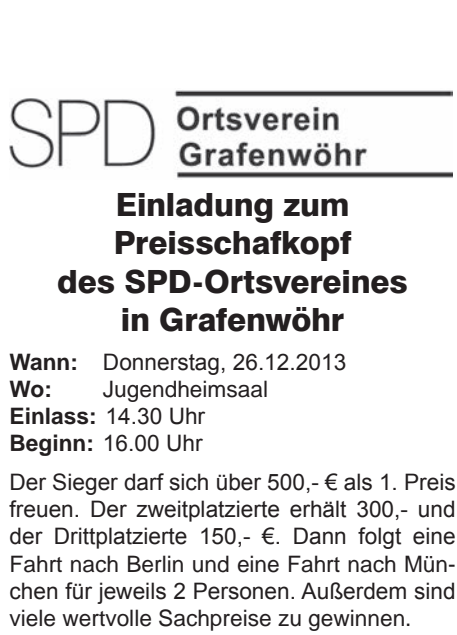 SPD
Ortsverein
Grafenwöhr
Einladung zum
Preisschafkopf
des SPD-Ortsvereines
in Grafenwöhr
Wann: Donnerstag, 26.12.2013
Wo: Jugendheimsaal
Einlass: 14.30 Uhr
Beginn: 16.00 Uhr
Der Sieger darf sich über 500,- € als 1. Preis
freuen. Der zweitplatzierte erhält 300,- und
der Drittplatzierte 150,- €. Dann folgt eine
Fahrt nach Berlin und eine Fahrt nach Mün-
chen für jeweils 2 Personen. Außerdem sind
viele wertvolle Sachpreise zu gewinnen.